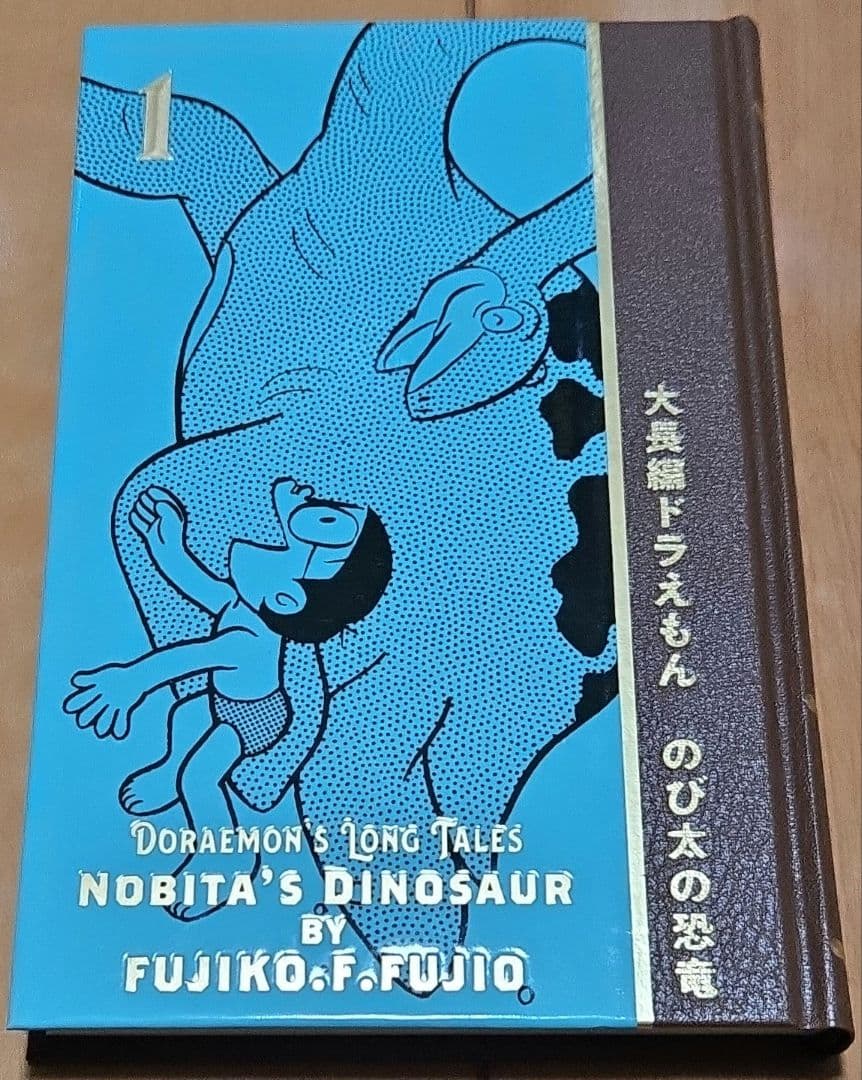 1
DORAEMON'S LONG TALES
NOBITA'S DINOSAUR
BY
FUJIKO.F.FUJIO
大長編ドラえもん のび太の恐竜